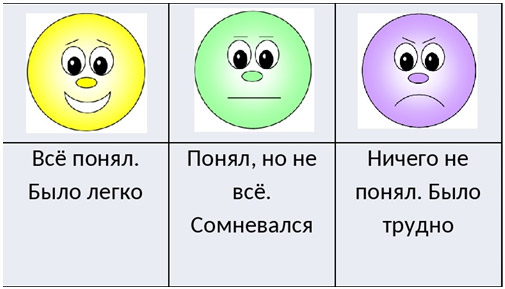 Всё понял.
Было легко
Понял, но не
всё.
Сомневался
Ничего не
понял. Было
трудно